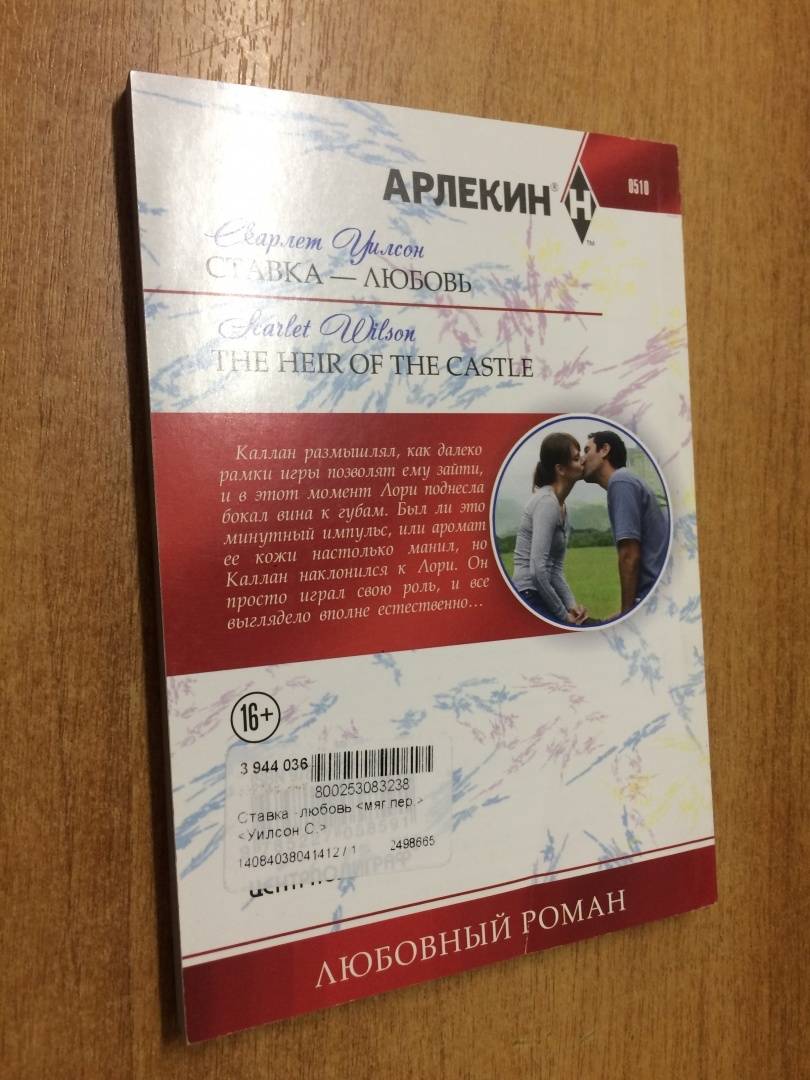 АРЛЕКИН®
H
™
0510
Скарлет Уилсон
СТАВКА — ЛЮБОВЬ
Scarlet Wilson
THE HEIR OF THE CASTLE
Каллан размышлял, как далеко
рамки игры позволят ему зайти,
и в этот момент Лори поднесла
бокал вина к губам. Был ли это
минутный импульс, или аромат
ее кожи настолько манил, но
Каллан наклонился к Лори. Он
просто играл свою роль, и все
выглядело вполне естественно...
16+
3 944 036
800253083238
Ставка -любовь <мяг.пер.>
<Уилсон С.>
14084038041412 / 1 2498665
ЛЮБОВНЫЙ РОМАН